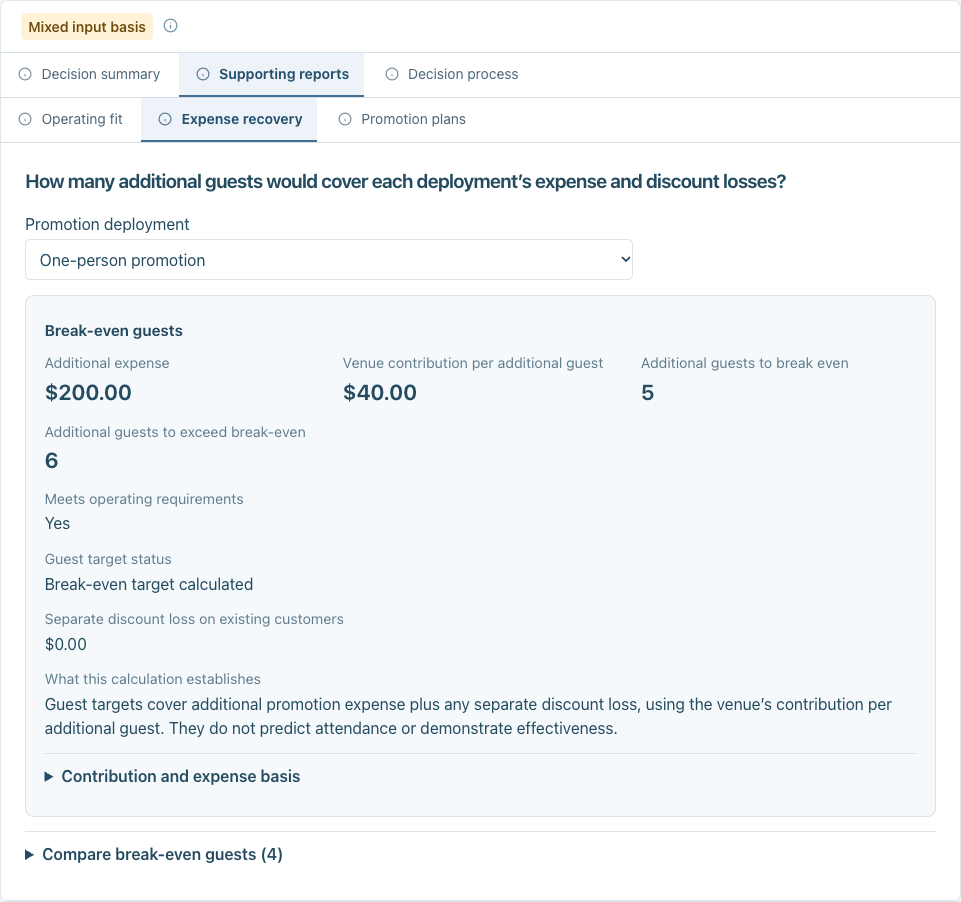 Mixed input basis
Decision summary
Supporting reports
Decision process
Operating fit
Expense recovery
Promotion plans
How many additional guests would cover each deployment’s expense and discount losses?
Promotion deployment
One-person promotion
Break-even guests
Additional expense
$200.00
Venue contribution per additional guest
$40.00
Additional guests to break even
5
Additional guests to exceed break-even
6
Meets operating requirements
Yes
Guest target status
Break-even target calculated
Separate discount loss on existing customers
$0.00
What this calculation establishes
Guest targets cover additional promotion expense plus any separate discount loss, using the venue’s contribution per
additional guest. They do not predict attendance or demonstrate effectiveness.
Contribution and expense basis
Compare break-even guests (4)